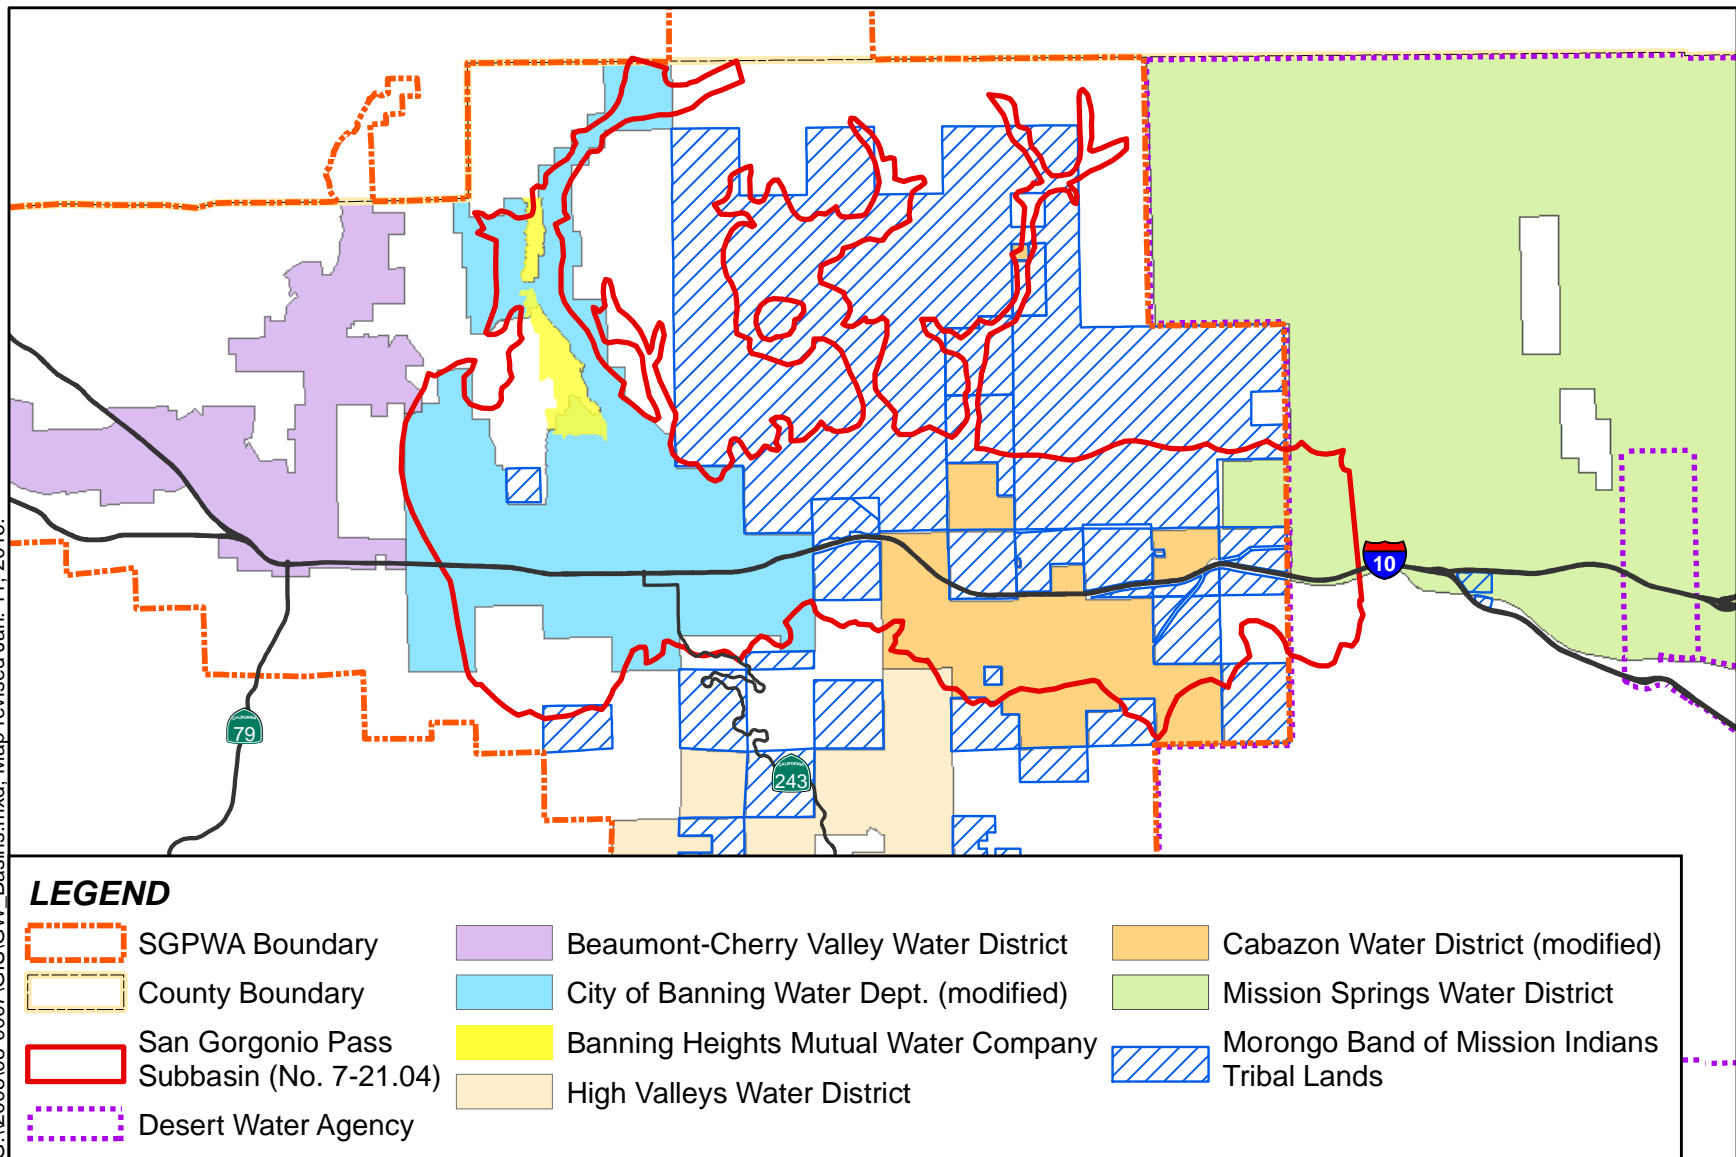 10
CALIFORNIA
79
CALIFORNIA
243
LEGEND
SGPWA Boundary
County Boundary
San Gorgonio Pass
Subbasin (No. 7-21.04)
Desert Water Agency
Beaumont-Cherry Valley Water District
City of Banning Water Dept. (modified)
Banning Heights Mutual Water Company
High Valleys Water District
Cabazon Water District (modified)
Mission Springs Water District
Morongo Band of Mission Indians
Tribal Lands